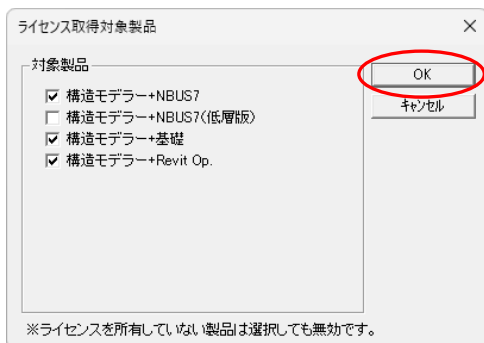 ライセンス取得対象製品
対象製品
構造モデラー+NBUS7
構造モデラー+NBUS7(低層版)
構造モデラー+基礎
構造モデラー+Revit Op.
OK
キャンセル
※ライセンスを所有していない製品は選択しても無効です。